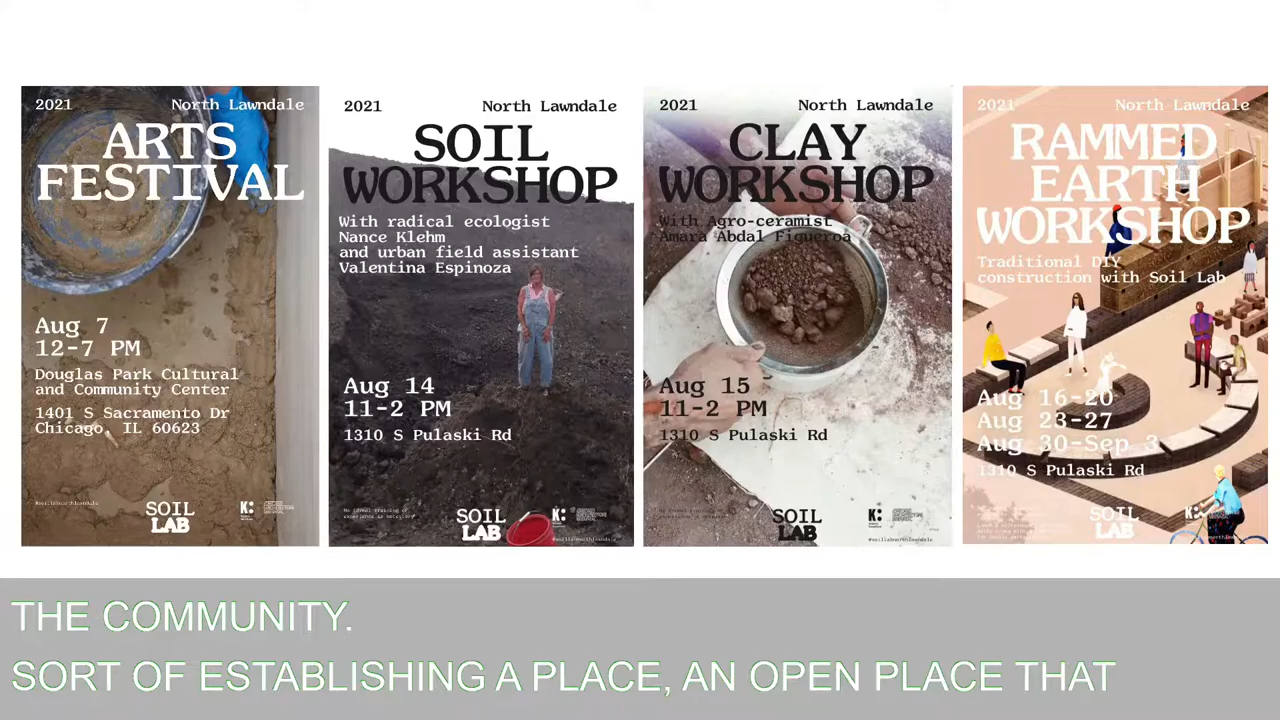 2021 North Lawndale
ARTS
FESTIVAL
Aug 7
12-7 PM
Douglas Park Cultural
and Community Center
1401 S Sacramento Dr
Chicago, IL 60623
SOIL
LAB
K:
2021 North Lawndale
SOIL
WORKSHOP
With radical ecologist
Nance Klehm
and urban field assistant
Valentina Espinoza
Aug 14
11-2 PM
1310 S Pulaski Rd
SOIL
LAB
K:
2021 North Lawndale
CLAY
WORKSHOP
With Agro-ceramist
Amara Abdal Figueroa
Aug 15
11-2 PM
1310 S Pulaski Rd
SOIL
LAB
K:
2021 North Lawndale
RAMMED
EARTH
WORKSHOP
Traditional DIY
construction with Soil Lab
Aug 16-20
Aug 23-27
Aug 30-Sep 3
1310 S Pulaski Rd
SOIL
LAB
K:
THE COMMUNITY.
SORT OF ESTABLISHING A PLACE, AN OPEN PLACE THAT